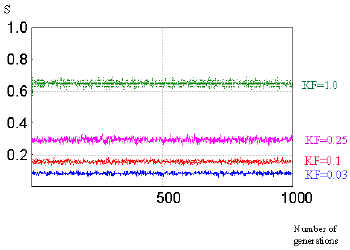 S
1.0
0.8
0.6
0.4
0.2
KF=1.0
KF=0.25
KF=0.1
KF=0.03
500
1000
Number of
generations